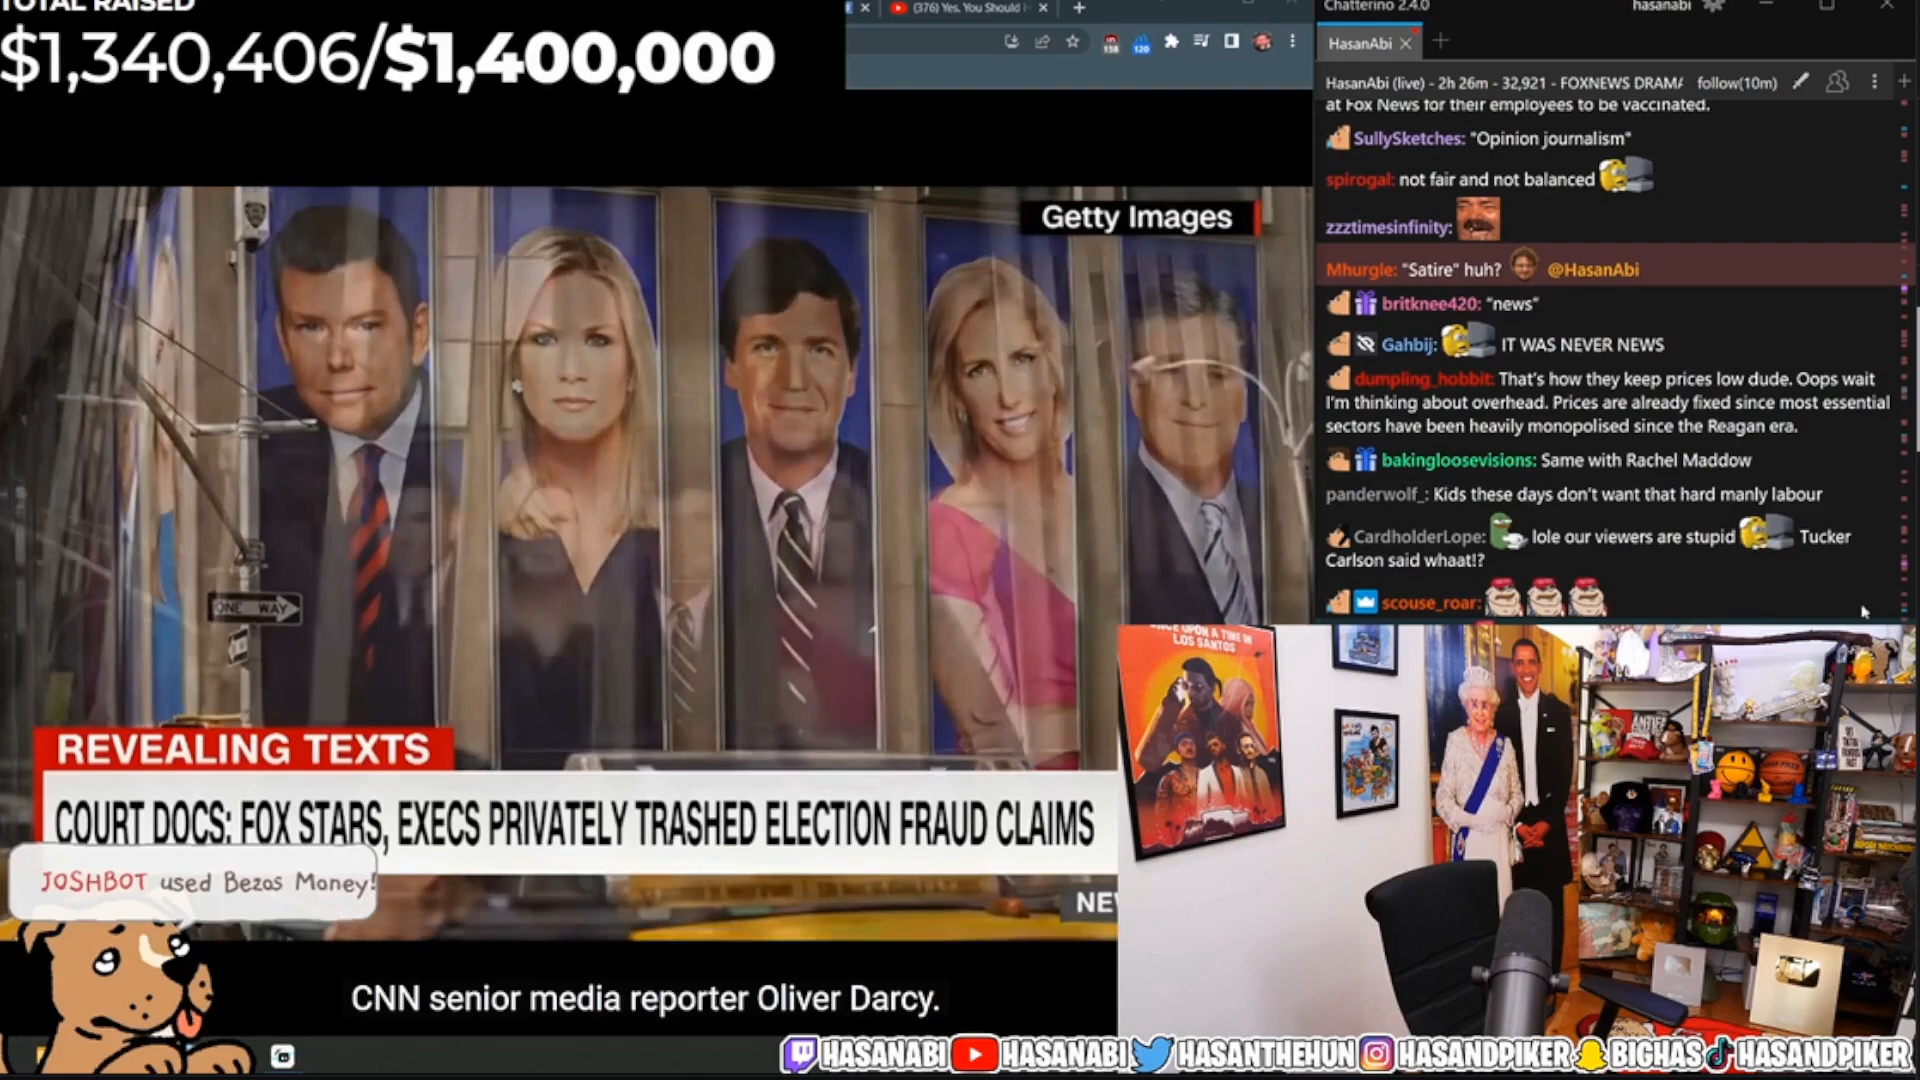 TOTAL RAISED
$1,340,406/$1,400,000
(376) Yes. You Should
138
120
Chatterino 2.4.0
hasanabi
HasanAbi
HasanAbi (live) - 2h 26m - 32,921 - FOXNEWS DRAMA
follow(10m)
at Fox News for their employees to be vaccinated.
SullySketches: "Opinion journalism"
spirogal: not fair and not balanced
zzztimesinfinity:
Mhurgle: "Satire" huh? @HasanAbi
britknee420: "news"
Gahbij: IT WAS NEVER NEWS
dumpling_hobbit: That's how they keep prices low dude. Oops wait
I'm thinking about overhead. Prices are already fixed since most essential
sectors have been heavily monopolised since the Reagan era.
bakingloosevisions: Same with Rachel Maddow
panderwolf_: Kids these days don't want that hard manly labour
CardholderLope: lole our viewers are stupid Tucker
Carlson said whaat!?
scouse_roar:
Getty Images
ONE WAY
REVEALING TEXTS
COURT DOCS: FOX STARS, EXECS PRIVATELY TRASHED ELECTION FRAUD CLAIMS
JOSHBOT used Bezos Money!
NE
CNN senior media reporter Oliver Darcy.
ONCE UPON A TIME IN
LOS SANTOS
ANTIFA
HASANABI
HASANABI
HASANTHEHUN
HASANDPIKER
BIGHAS
HASANDPIKER